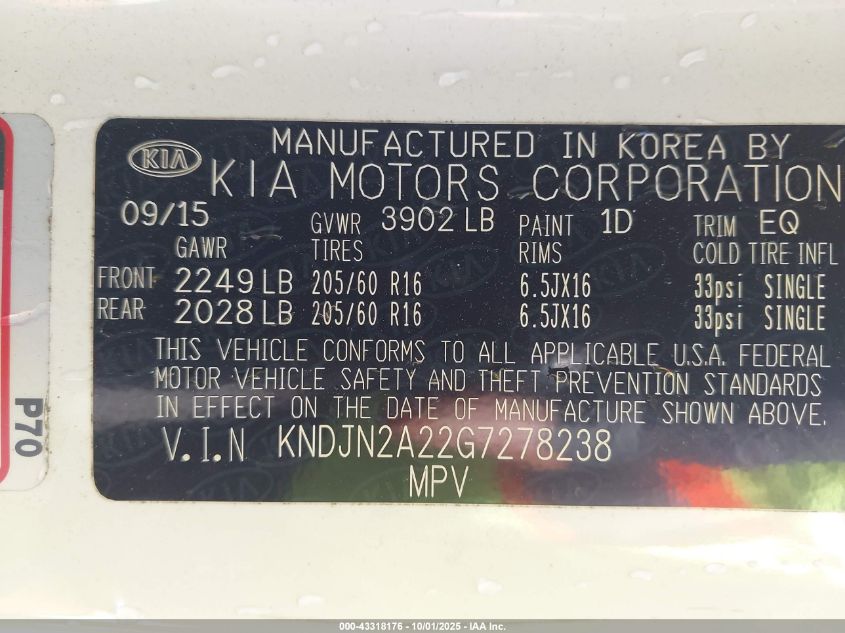 MANUFACTURED IN KOREA BY
KIA KIA MOTORS CORPORATION
09/15 GVWR 3902 LB PAINT 1D TRIM EQ
GAWR TIRES RIMS COLD TIRE INFL
FRONT 2249 LB 205/60 R16 6.5JX16 33psi SINGLE
REAR 2028 LB 205/60 R16 6.5JX16 33psi SINGLE
THIS VEHICLE CONFORMS TO ALL APPLICABLE U.S.A. FEDERAL
MOTOR VEHICLE SAFETY AND THEFT PREVENTION STANDARDS
IN EFFECT ON THE DATE OF MANUFACTURE SHOWN ABOVE.
V.I.N KNDJN2A22G7278238
MPV
P70
000-43318176 - 10/01/2025 - IAA Inc.